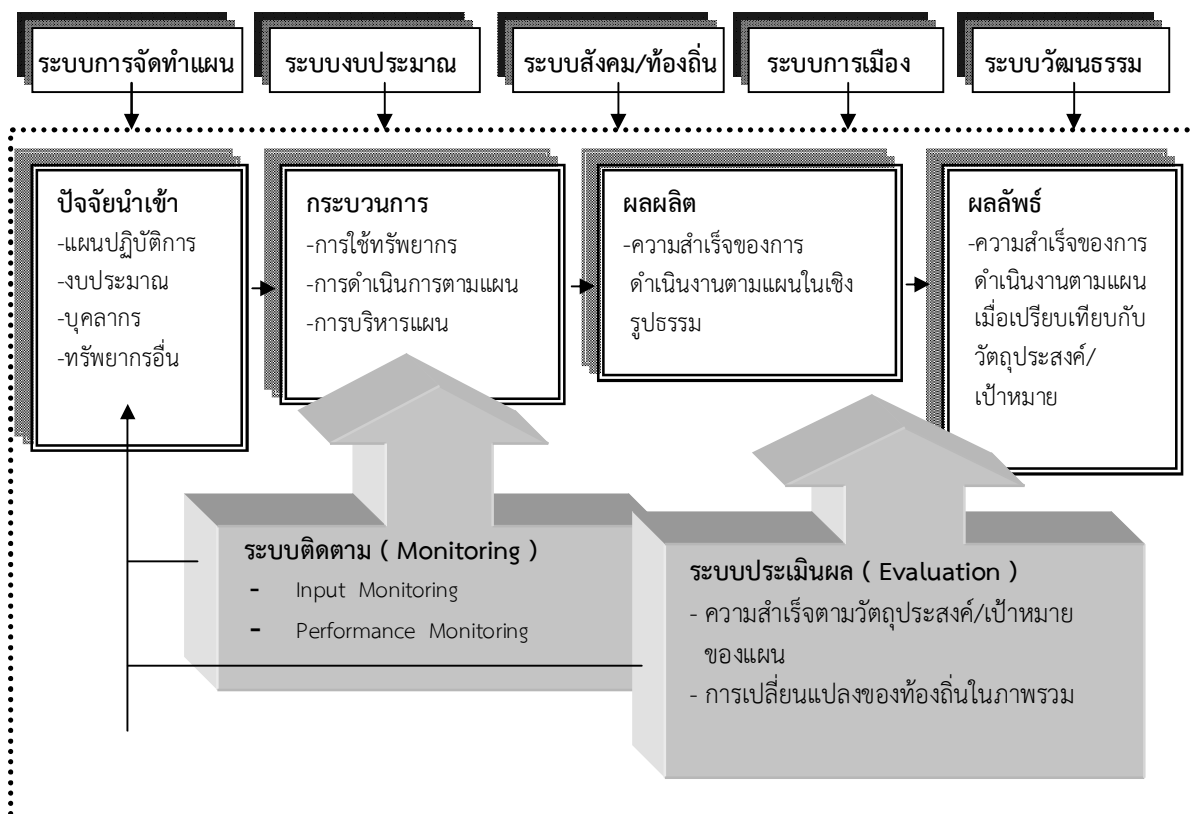 ระบบการจัดทำแผน
ระบบงบประมาณ
ระบบสังคม/ท้องถิ่น
ระบบการเมือง
ระบบวัฒนธรรม
ปัจจัยนำเข้า
-แผนปฏิบัติการ
-งบประมาณ
-บุคลากร
-ทรัพยากรอื่น
กระบวนการ
-การใช้ทรัพยากร
-การดำเนินการตามแผน
-การบริหารแผน
ผลผลิต
-ความสำเร็จของการ
ดำเนินงานตามแผนในเชิง
รูปธรรม
ผลลัพธ์
-ความสำเร็จของการ
ดำเนินงานตามแผน
เมื่อเปรียบเทียบกับ
วัตถุประสงค์/
เป้าหมาย
ระบบติดตาม ( Monitoring )
- Input Monitoring
- Performance Monitoring
ระบบประเมินผล ( Evaluation )
- ความสำเร็จตามวัตถุประสงค์/เป้าหมาย
ของแผน
- การเปลี่ยนแปลงของท้องถิ่นในภาพรวม